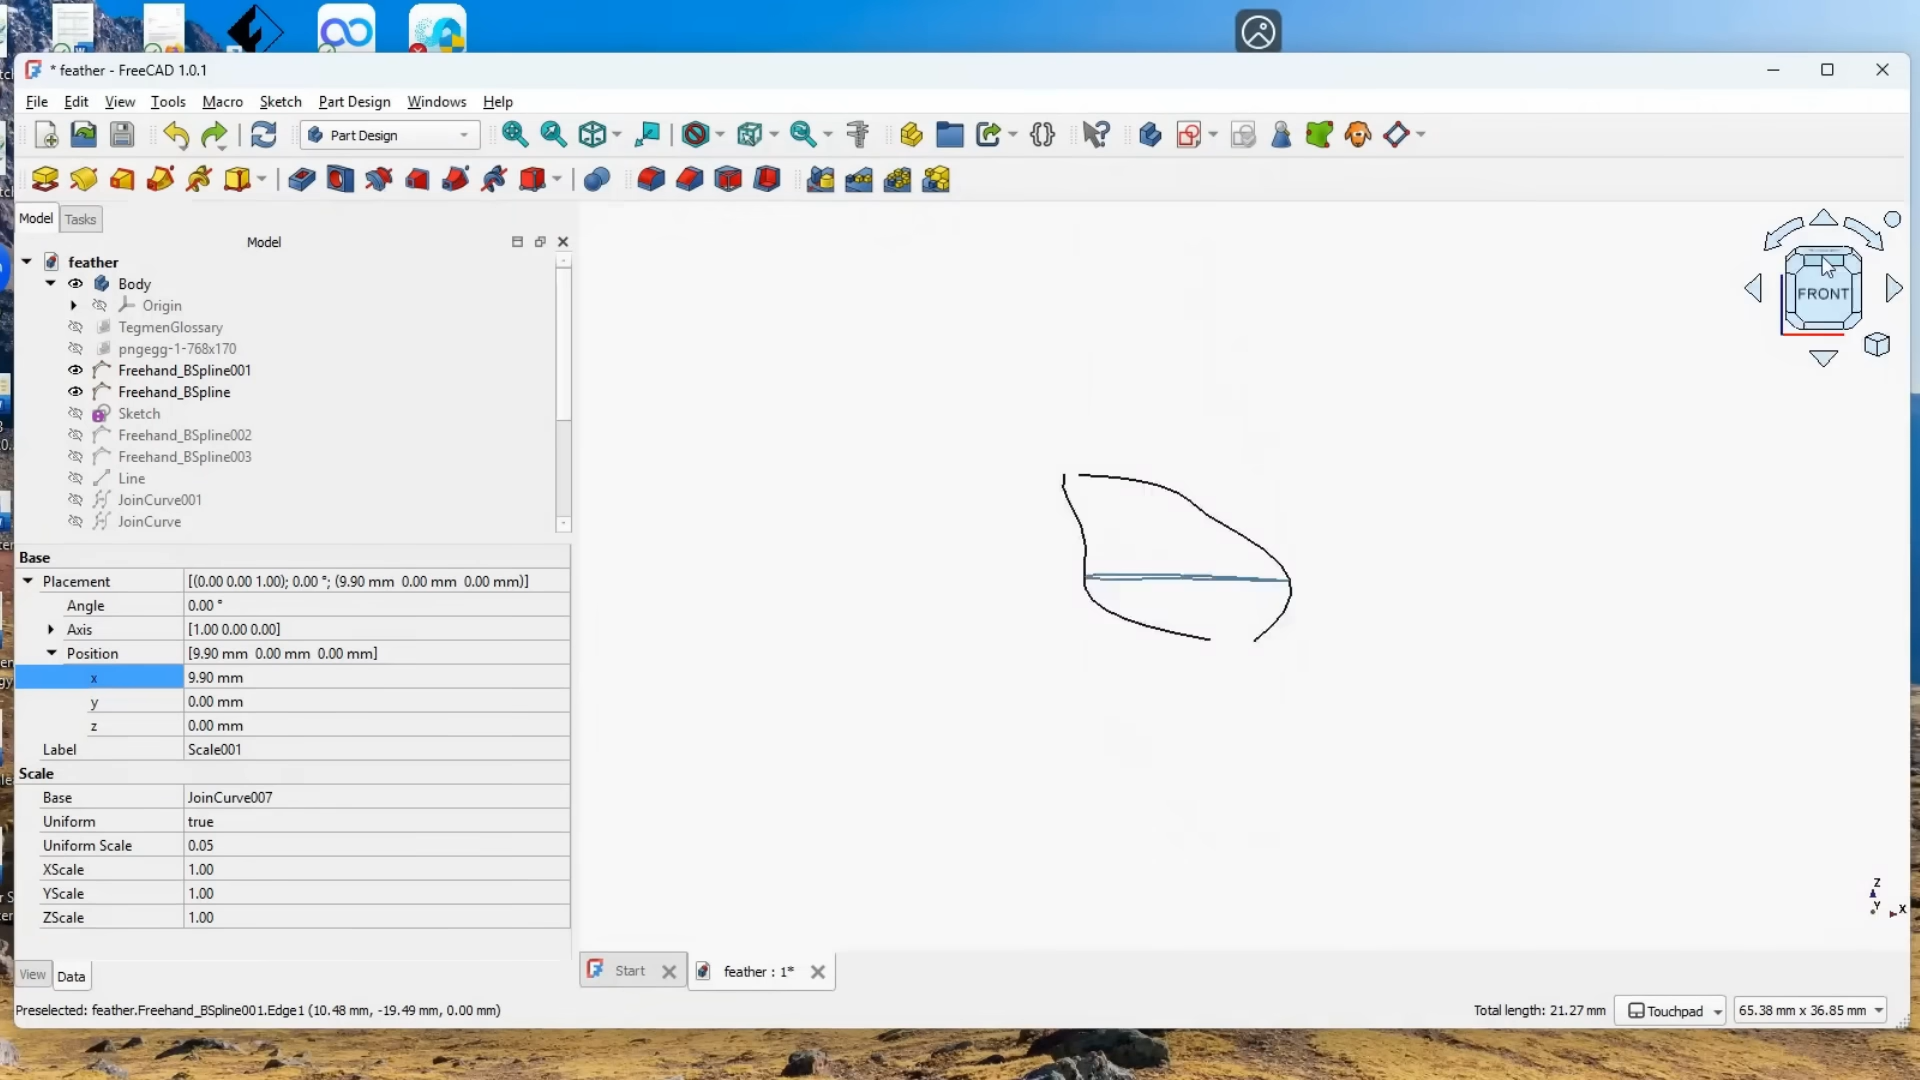 * feather - FreeCAD 1.0.1
File Edit View Tools Macro Sketch Part Design Windows Help
Part Design
Model Tasks
Model
feather
Body
Origin
TegmenGlossary
pngegg-1-768x170
Freehand_BSpline001
Freehand_BSpline
Sketch
Freehand_BSpline002
Freehand_BSpline003
Line
JoinCurve001
JoinCurve
FRONT
Base
Placement [(0.00 0.00 1.00); 0.00 °; (9.90 mm 0.00 mm 0.00 mm)]
Angle 0.00 °
Axis [1.00 0.00 0.00]
Position [9.90 mm 0.00 mm 0.00 mm]
x 9.90 mm
y 0.00 mm
z 0.00 mm
Label Scale001
Scale
Base JoinCurve007
Uniform true
Uniform Scale 0.05
XScale 1.00
YScale 1.00
ZScale 1.00
Z
Y X
View Data
Start feather : 1*
Preselected: feather.Freehand_BSpline001.Edge1 (10.48 mm, -19.49 mm, 0.00 mm)
Total length: 21.27 mm Touchpad 65.38 mm x 36.85 mm